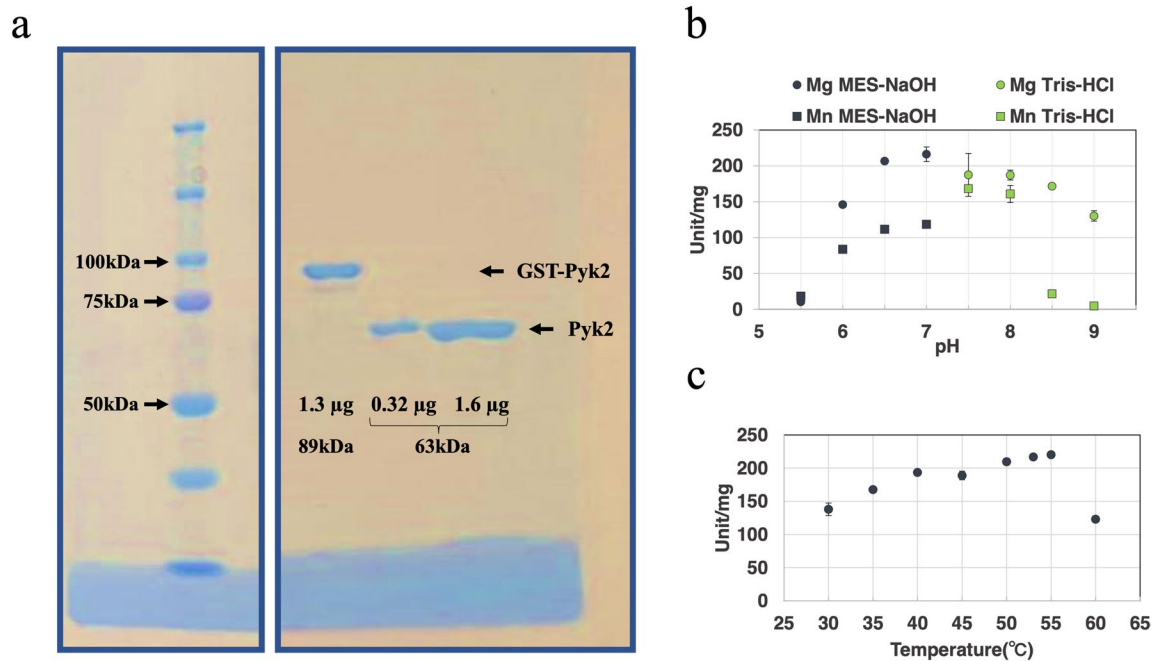 a
100kDa
75kDa
50kDa
GST-Pyk2
Pyk2
1.3 μg 0.32 μg 1.6 μg
89kDa 63kDa
b
Mg MES-NaOH Mg Tris-HCl
Mn MES-NaOH Mn Tris-HCl
250
200
150
100
50
0
Unit/mg
5 6 7 8 9
pH
c
250
200
150
100
50
0
Unit/mg
25 30 35 40 45 50 55 60 65
Temperature(℃)